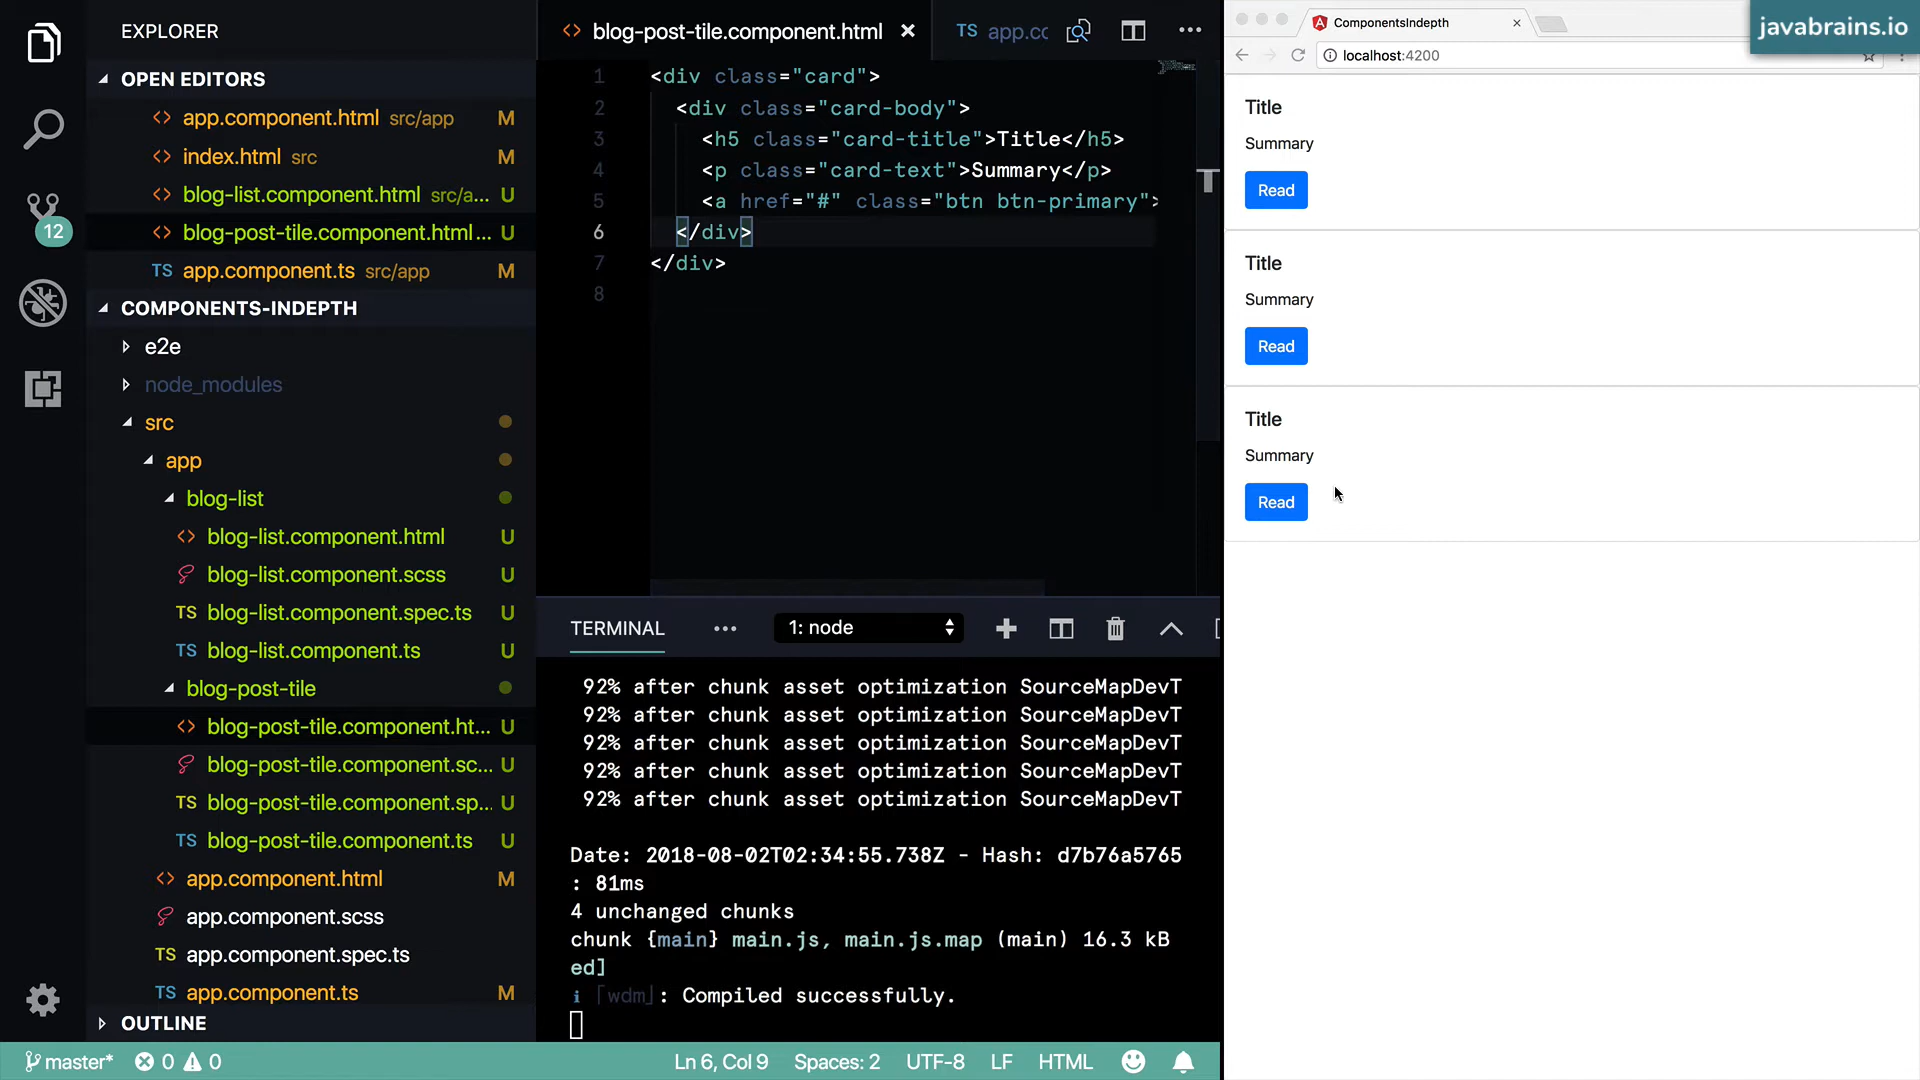 EXPLORER
OPEN EDITORS
<> app.component.html src/app M
<> index.html src M
<> blog-list.component.html src/a... U
<> blog-post-tile.component.html ... U
TS app.component.ts src/app M
COMPONENTS-INDEPTH
e2e
node_modules
src
app
blog-list
<> blog-list.component.html U
blog-list.component.scss U
TS blog-list.component.spec.ts U
TS blog-list.component.ts U
blog-post-tile
<> blog-post-tile.component.ht... U
blog-post-tile.component.sc... U
TS blog-post-tile.component.sp... U
TS blog-post-tile.component.ts U
<> app.component.html M
app.component.scss
TS app.component.spec.ts
TS app.component.ts M
OUTLINE
12
<> blog-post-tile.component.html
TS app.cc
1 <div class="card">
2 <div class="card-body">
3 <h5 class="card-title">Title</h5>
4 <p class="card-text">Summary</p>
5 <a href="#" class="btn btn-primary">
6 </div>
7 </div>
8
TERMINAL ... 1: node
92% after chunk asset optimization SourceMapDevT
92% after chunk asset optimization SourceMapDevT
92% after chunk asset optimization SourceMapDevT
92% after chunk asset optimization SourceMapDevT
92% after chunk asset optimization SourceMapDevT
Date: 2018-08-02T02:34:55.738Z - Hash: d7b76a5765
: 81ms
4 unchanged chunks
chunk {main} main.js, main.js.map (main) 16.3 kB
ed]
i ｢wdm｣: Compiled successfully.
master* 0 0 Ln 6, Col 9 Spaces: 2 UTF-8 LF HTML
ComponentsIndepth
javabrains.io
localhost:4200
Title
Summary
Read
Title
Summary
Read
Title
Summary
Read